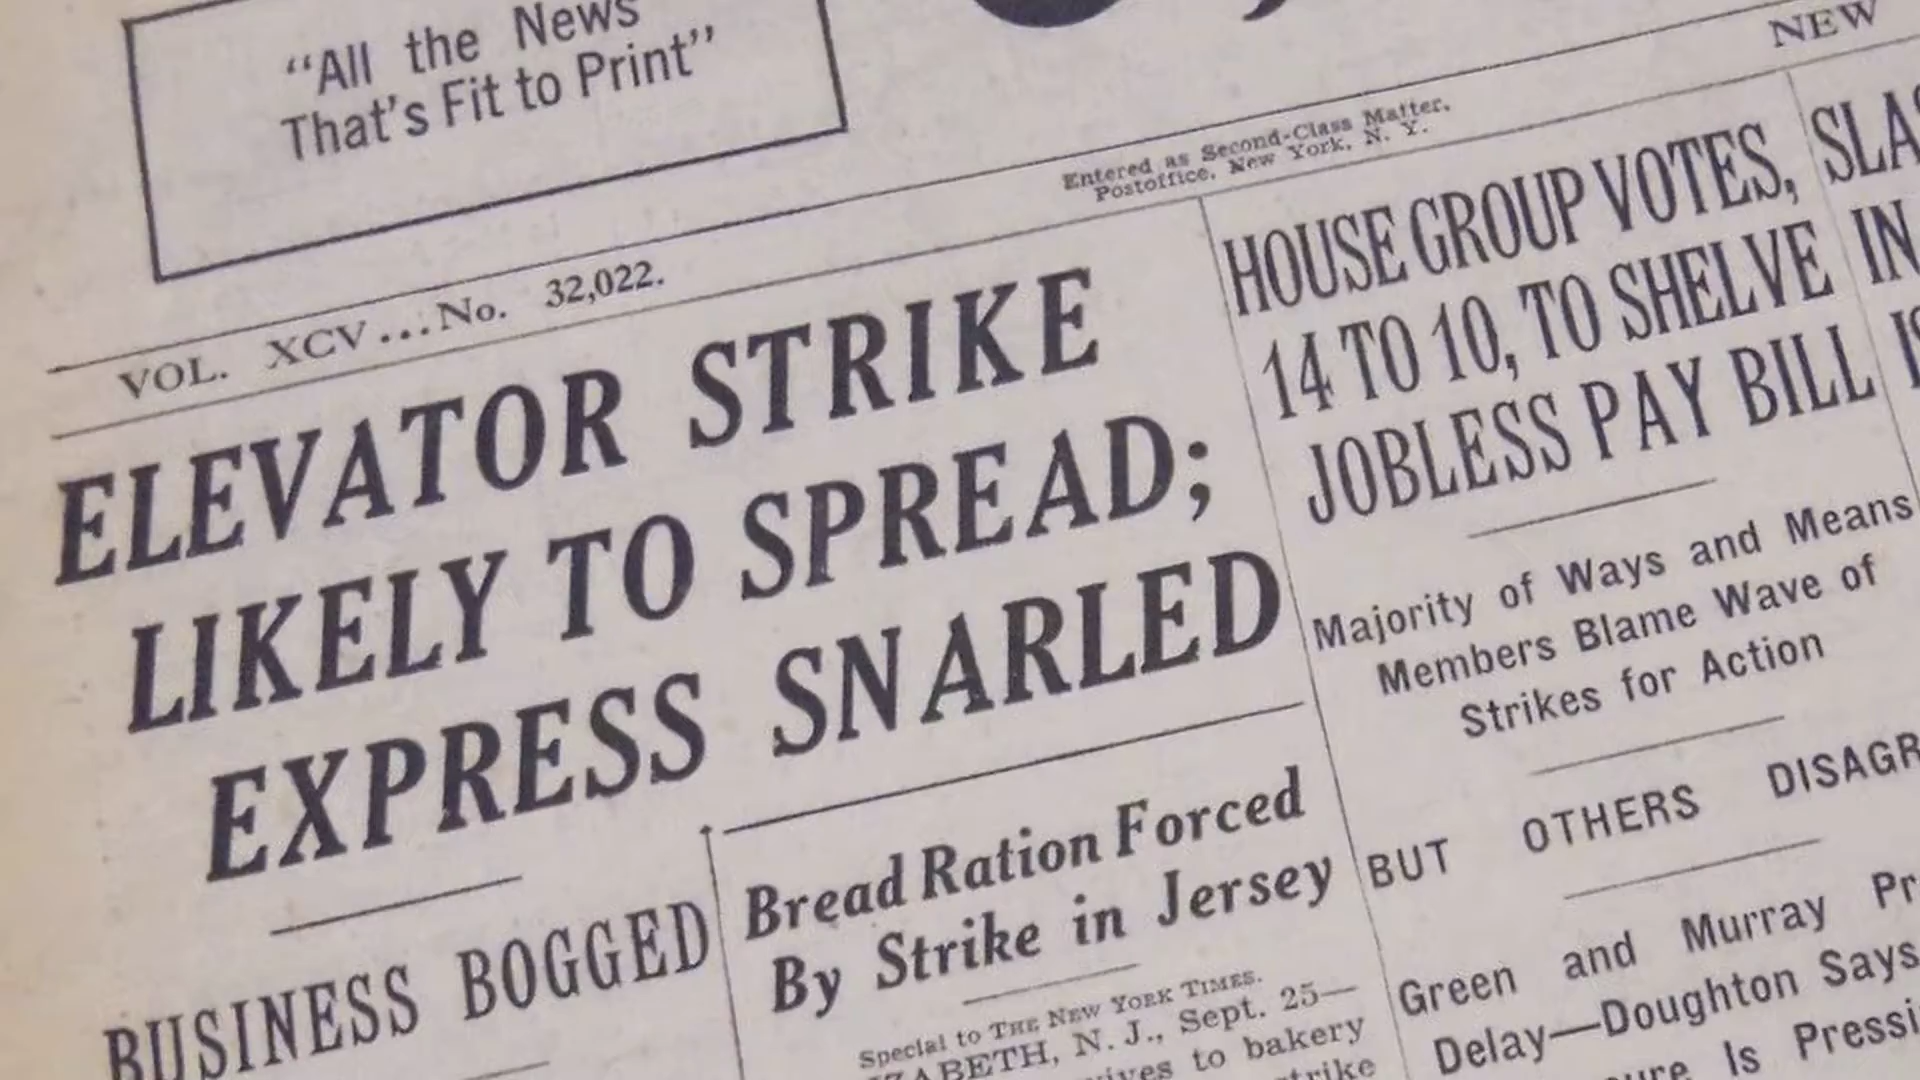 “All the News
That's Fit to Print”
NEW
Entered as Second-Class Matter,
Postoffice, New York, N. Y.
VOL. XCV...No. 32,022.
ELEVATOR STRIKE
LIKELY TO SPREAD;
EXPRESS SNARLED
BUSINESS BOGGED
Bread Ration Forced
By Strike in Jersey
Special to THE NEW YORK TIMES.
N. J., Sept. 25—
to bakery
strike
HOUSE GROUP VOTES,
14 TO 10, TO SHELVE
JOBLESS PAY BILL
Majority of Ways and Means
Members Blame Wave of
Strikes for Action
BUT OTHERS
Green and Murray
Delay—Doughton Says
Is
IN